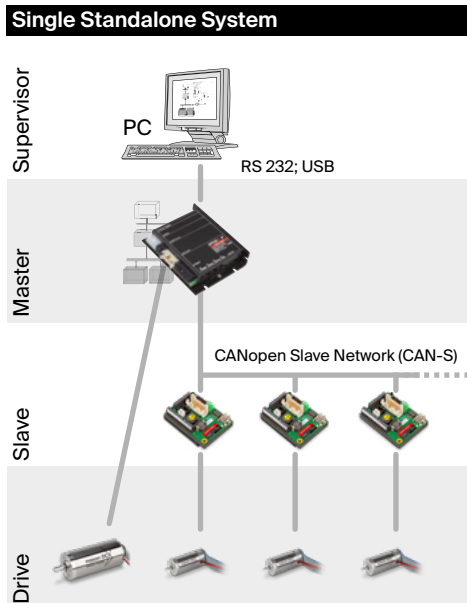 Single Standalone System
Supervisor
PC
RS 232; USB
Master
CANopen Slave Network (CAN-S)
Slave
Drive